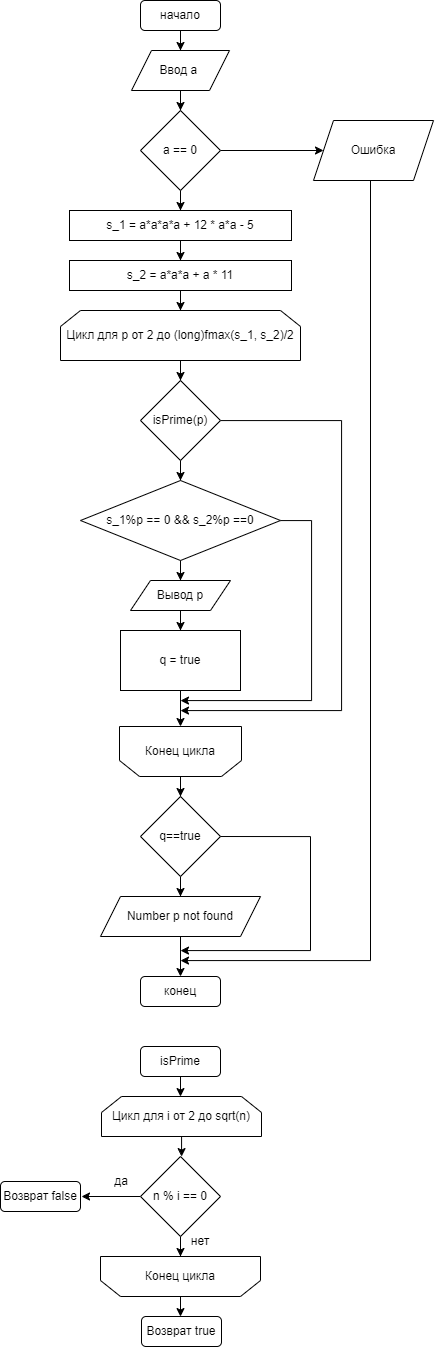 начало
Ввод a
a == 0
Ошибка
s_1 = a*a*a*a + 12 * a*a - 5
s_2 = a*a*a + a * 11
Цикл для p от 2 до (long)fmax(s_1, s_2)/2
isPrime(p)
s_1%p == 0 && s_2%p ==0
Вывод p
q = true
Конец цикла
q==true
Number p not found
конец
isPrime
Цикл для i от 2 до sqrt(n)
n % i == 0
да
Возврат false
нет
Конец цикла
Возврат true